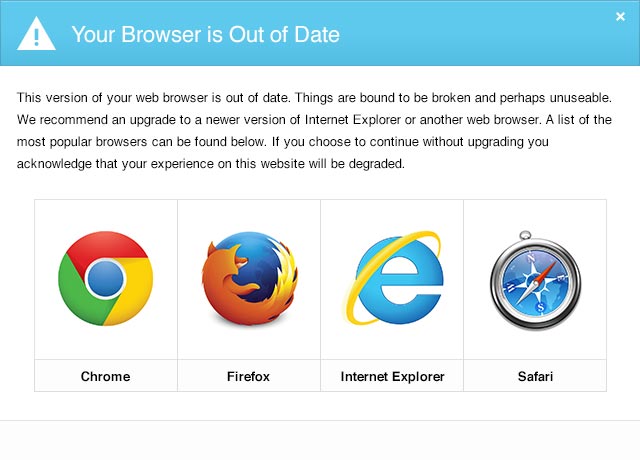 Your Browser is Out of Date
This version of your web browser is out of date. Things are bound to be broken and perhaps unuseable.
We recommend an upgrade to a newer version of Internet Explorer or another web browser. A list of the
most popular browsers can be found below. If you choose to continue without upgrading you
acknowledge that your experience on this website will be degraded.
N
W
E
S
Chrome
Firefox
Internet Explorer
Safari